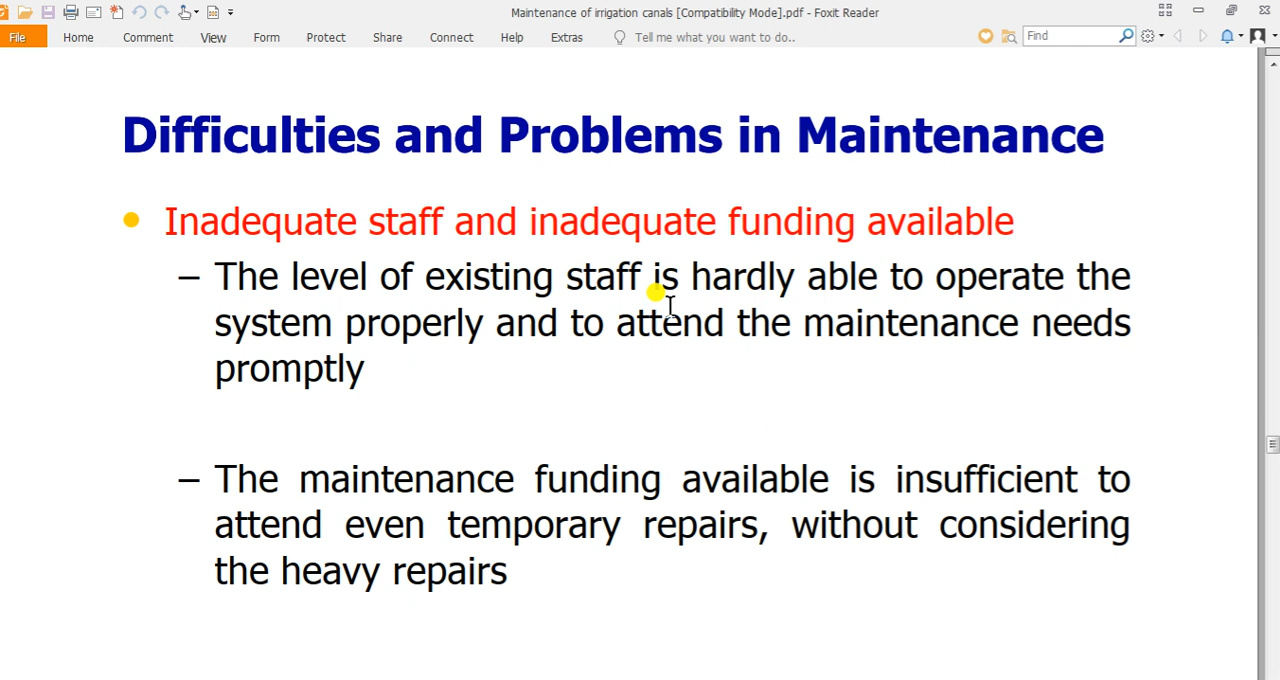 Maintenance of irrigation canals [Compatibility Mode].pdf - Foxit Reader
File Home Comment View Form Protect Share Connect Help Extras Tell me what you want to do.. Find
Difficulties and Problems in Maintenance
• Inadequate staff and inadequate funding available
– The level of existing staff is hardly able to operate the
system properly and to attend the maintenance needs
promptly
– The maintenance funding available is insufficient to
attend even temporary repairs, without considering
the heavy repairs